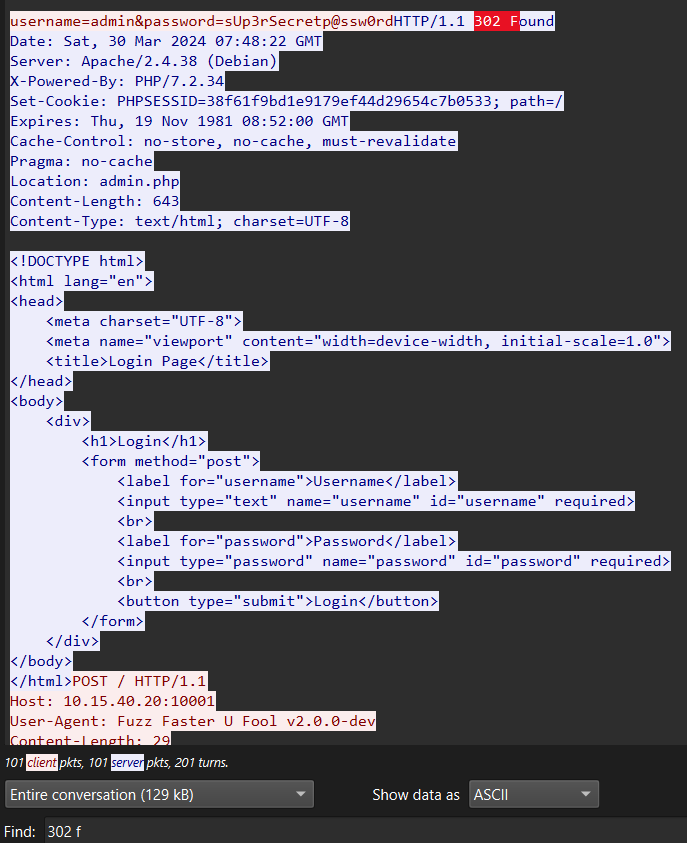 username=admin&password=sUp3rSecretp@ssw0rdHTTP/1.1 302 Found
Date: Sat, 30 Mar 2024 07:48:22 GMT
Server: Apache/2.4.38 (Debian)
X-Powered-By: PHP/7.2.34
Set-Cookie: PHPSESSID=38f61f9bd1e9179ef44d29654c7b0533; path=/
Expires: Thu, 19 Nov 1981 08:52:00 GMT
Cache-Control: no-store, no-cache, must-revalidate
Pragma: no-cache
Location: admin.php
Content-Length: 643
Content-Type: text/html; charset=UTF-8
<!DOCTYPE html>
<html lang="en">
<head>
    <meta charset="UTF-8">
    <meta name="viewport" content="width=device-width, initial-scale=1.0">
    <title>Login Page</title>
</head>
<body>
    <div>
        <h1>Login</h1>
        <form method="post">
            <label for="username">Username</label>
            <input type="text" name="username" id="username" required>
            <br>
            <label for="password">Password</label>
            <input type="password" name="password" id="password" required>
            <br>
            <button type="submit">Login</button>
        </form>
    </div>
</body>
</html>POST / HTTP/1.1
Host: 10.15.40.20:10001
User-Agent: Fuzz Faster U Fool v2.0.0-dev
Content-Length: 29
101 client pkts, 101 server pkts, 201 turns.
Entire conversation (129 kB) Show data as ASCII
Find: 302 f